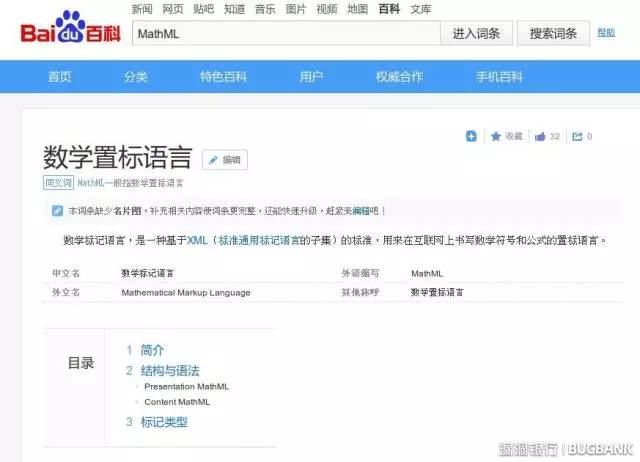 新闻 网页 贴吧 知道 音乐 图片 视频 地图 百科 文库
Bai du 百科
MathML
进入词条 搜索词条 帮助
首页 分类 特色百科 用户 权威合作 手机百科
收藏 32 0
数学置标语言 编辑
同义词 MathML一般指数学置标语言
本词条缺少名片图,补充相关内容使词条更完整,还能快速升级,赶紧来编辑吧!
数学标记语言,是一种基于XML(标准通用标记语言的子集)的标准,用来在互联网上书写数学符号和公式的置标语言。
中文名 数学标记语言 外语缩写 MathML
外文名 Mathematical Markup Language 其他称呼 数学置标语言
目录
1 简介
2 结构与语法
· Presentation MathML
· Content MathML
3 标记类型
漏洞银行 | BUGBANK